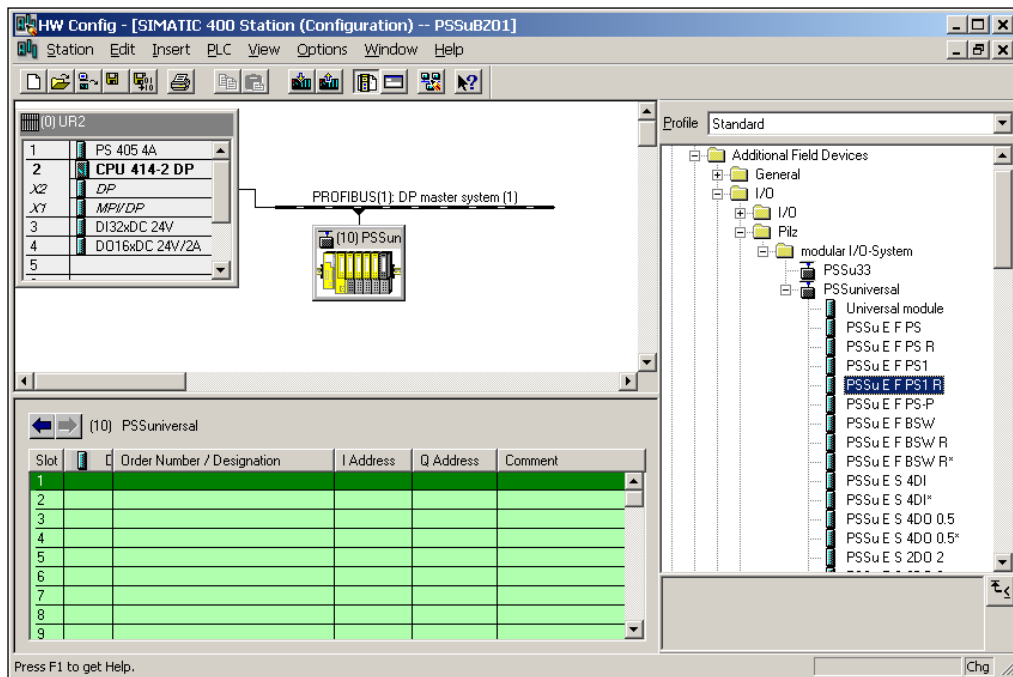 HW Config - [SIMATIC 400 Station (Configuration) -- PSSuBZ01]
Station Edit Insert PLC View Options Window Help
(0) UR2
1 PS 405 4A
2 CPU 414-2 DP
X2 DP
X1 MPI/DP
3 DI32xDC 24V
4 DO16xDC 24V/2A
5
PROFIBUS(1): DP master system (1)
(10) PSSun
Profile Standard
Additional Field Devices
General
I/O
I/O
Pilz
modular I/O-System
PSSu33
PSSuniversal
Universal module
PSSu E F PS
PSSu E F PS R
PSSu E F PS1
PSSu E F PS1 R
PSSu E F PS-P
PSSu E F BSW
PSSu E F BSW R
PSSu E F BSW R*
PSSu E S 4DI
PSSu E S 4DI*
PSSu E S 4DO 0.5
PSSu E S 4DO 0.5*
PSSu E S 2DO 2
(10) PSSuniversal
Slot D Order Number / Designation I Address Q Address Comment
1
2
3
4
5
6
7
8
9
Press F1 to get Help.
Chg